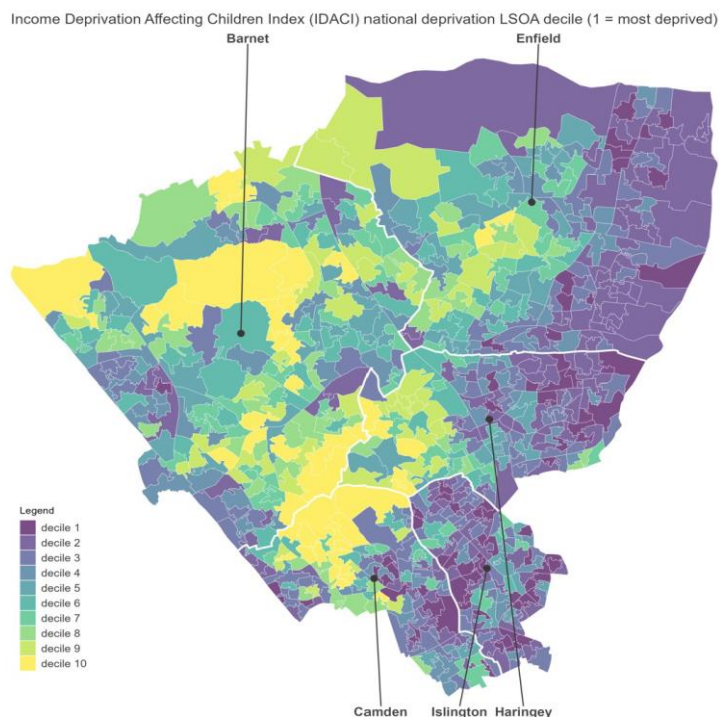 Income Deprivation Affecting Children Index (IDACI) national deprivation LSOA decile (1 = most deprived)
Barnet
Enfield
Legend
decile 1
decile 2
decile 3
decile 4
decile 5
decile 6
decile 7
decile 8
decile 9
decile 10
Camden
Islington
Haringey